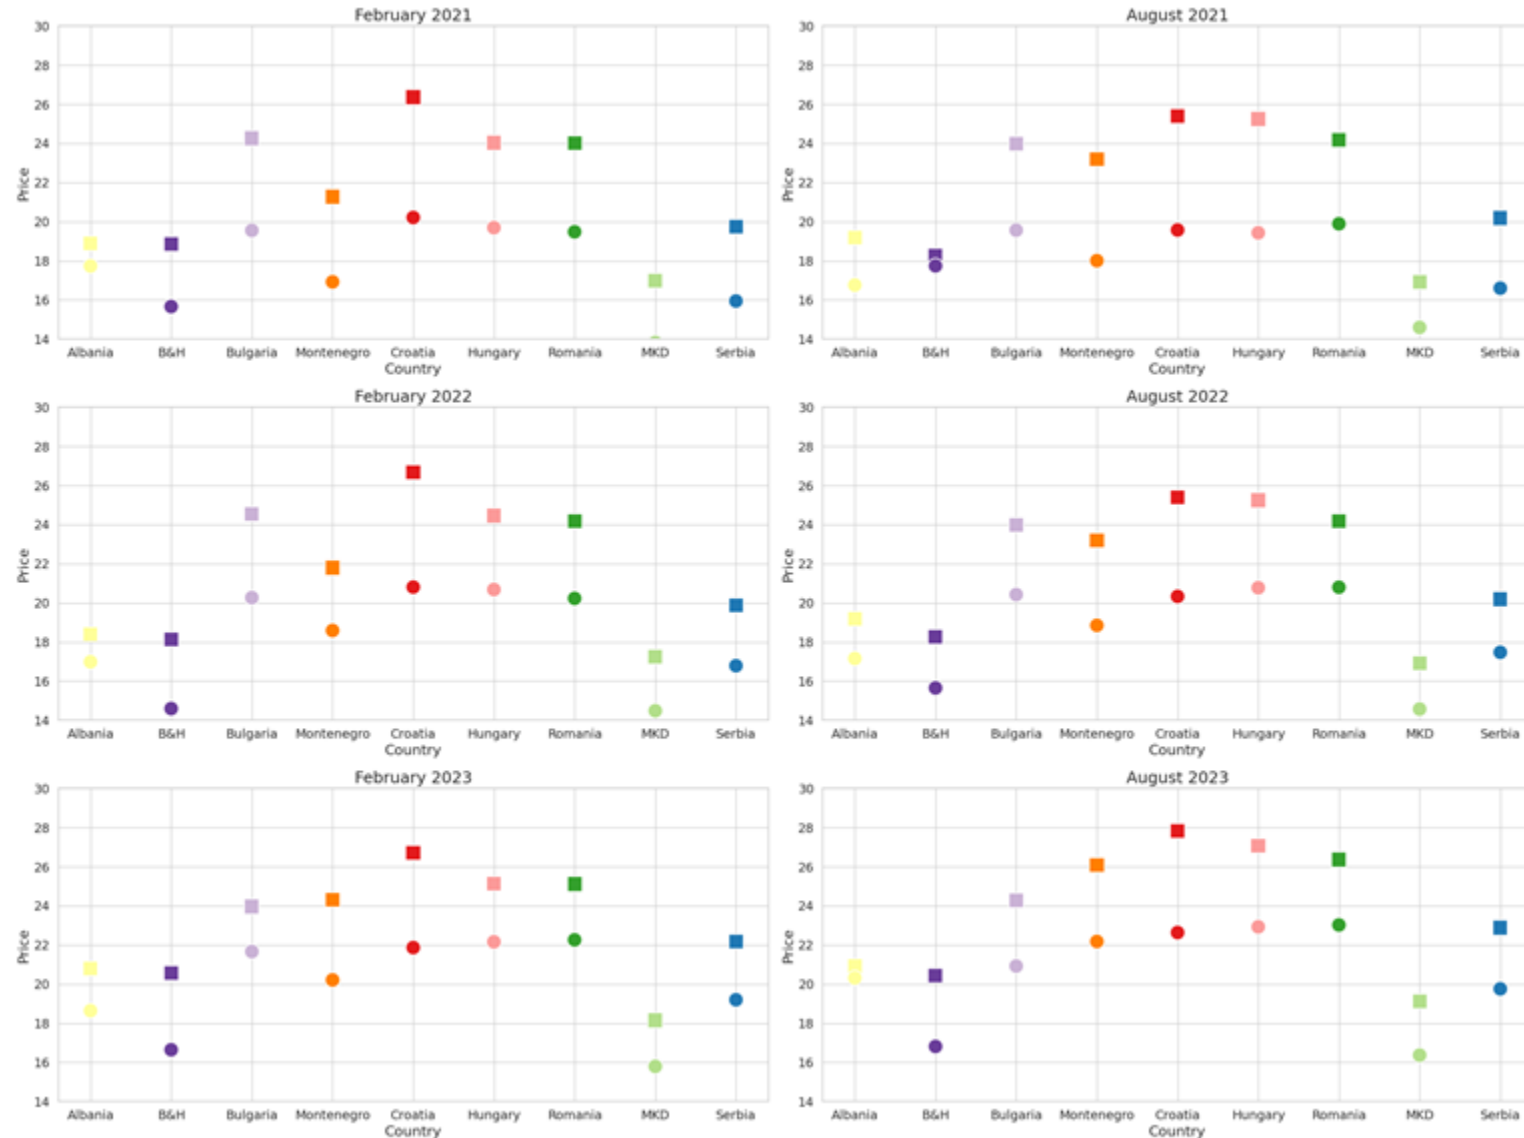 February 2021
30
28
26
24
22
20
18
16
14
Price
Albania B&H Bulgaria Montenegro Croatia Hungary Romania MKD Serbia
Country
August 2021
30
28
26
24
22
20
18
16
14
Price
Albania B&H Bulgaria Montenegro Croatia Hungary Romania MKD Serbia
Country
February 2022
30
28
26
24
22
20
18
16
14
Price
Albania B&H Bulgaria Montenegro Croatia Hungary Romania MKD Serbia
Country
August 2022
30
28
26
24
22
20
18
16
14
Price
Albania B&H Bulgaria Montenegro Croatia Hungary Romania MKD Serbia
Country
February 2023
30
28
26
24
22
20
18
16
14
Price
Albania B&H Bulgaria Montenegro Croatia Hungary Romania MKD Serbia
Country
August 2023
30
28
26
24
22
20
18
16
14
Price
Albania B&H Bulgaria Montenegro Croatia Hungary Romania MKD Serbia
Country